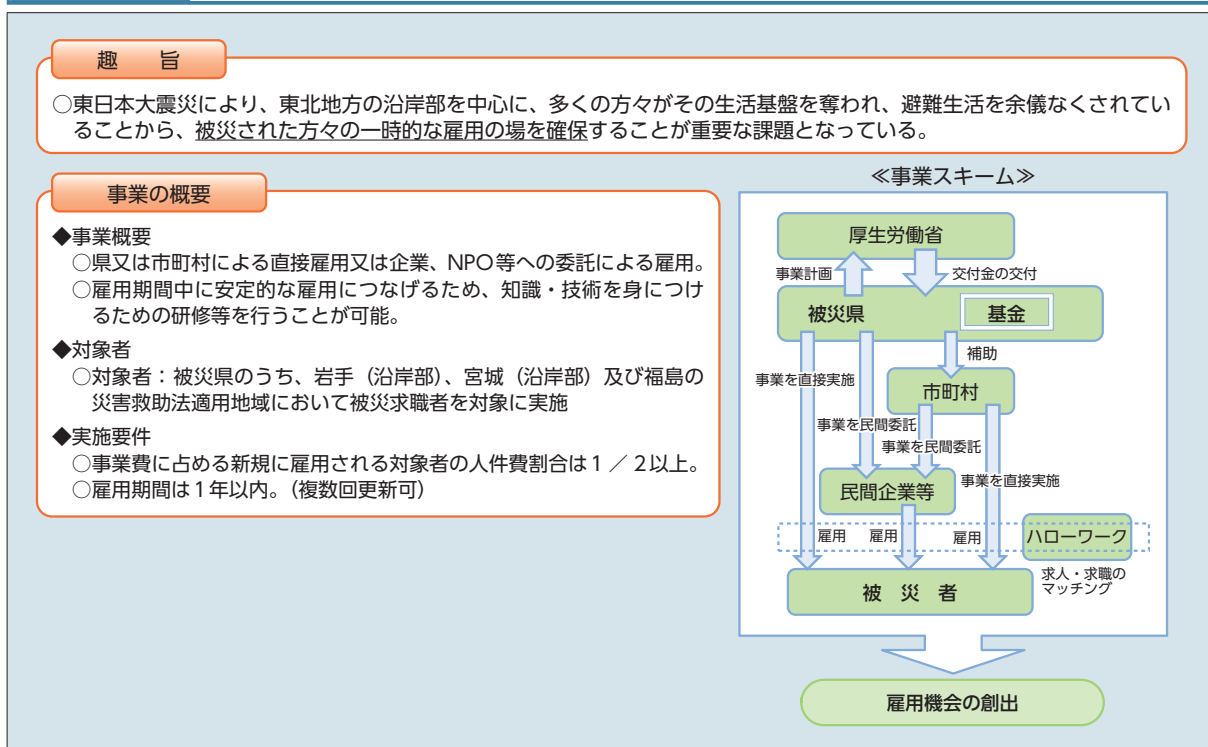 趣　旨
○東日本大震災により、東北地方の沿岸部を中心に、多くの方々がその生活基盤を奪われ、避難生活を余儀なくされてい
ることから、被災された方々の一時的な雇用の場を確保することが重要な課題となっている。
事業の概要
◆事業概要
○県又は市町村による直接雇用又は企業、NPO等への委託による雇用。
○雇用期間中に安定的な雇用につなげるため、知識・技術を身につけ
るための研修等を行うことが可能。
◆対象者
○対象者：被災県のうち、岩手（沿岸部）、宮城（沿岸部）及び福島の
災害救助法適用地域において被災求職者を対象に実施
◆実施要件
○事業費に占める新規に雇用される対象者の人件費割合は１／２以上。
○雇用期間は１年以内。（複数回更新可）
≪事業スキーム≫
厚生労働省
事業計画
交付金の交付
被災県
基金
補助
事業を直接実施
市町村
事業を民間委託
事業を民間委託
事業を直接実施
民間企業等
雇用
雇用
雇用
ハローワーク
求人・求職の
マッチング
被　災　者
雇用機会の創出